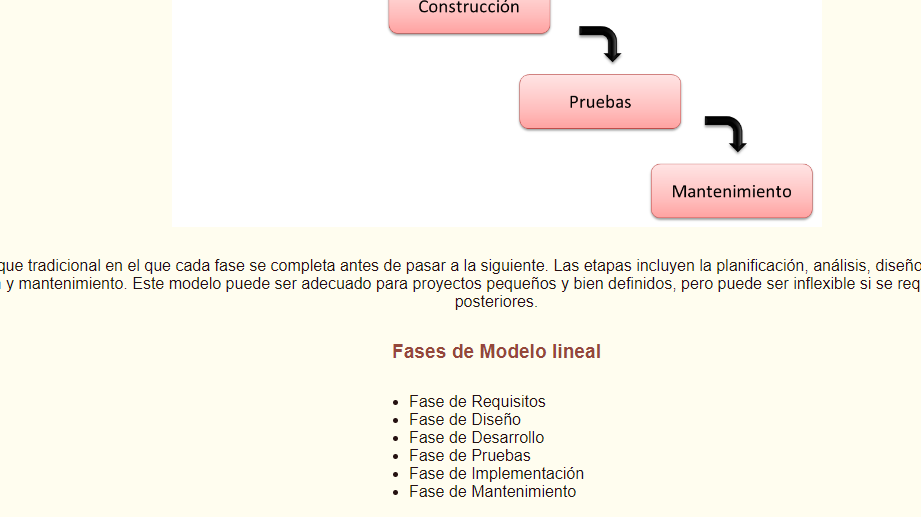 Construcción
Pruebas
Mantenimiento
que tradicional en el que cada fase se completa antes de pasar a la siguiente. Las etapas incluyen la planificación, análisis, diseño
y mantenimiento. Este modelo puede ser adecuado para proyectos pequeños y bien definidos, pero puede ser inflexible si se req
posteriores.
Fases de Modelo lineal
• Fase de Requisitos
• Fase de Diseño
• Fase de Desarrollo
• Fase de Pruebas
• Fase de Implementación
• Fase de Mantenimiento